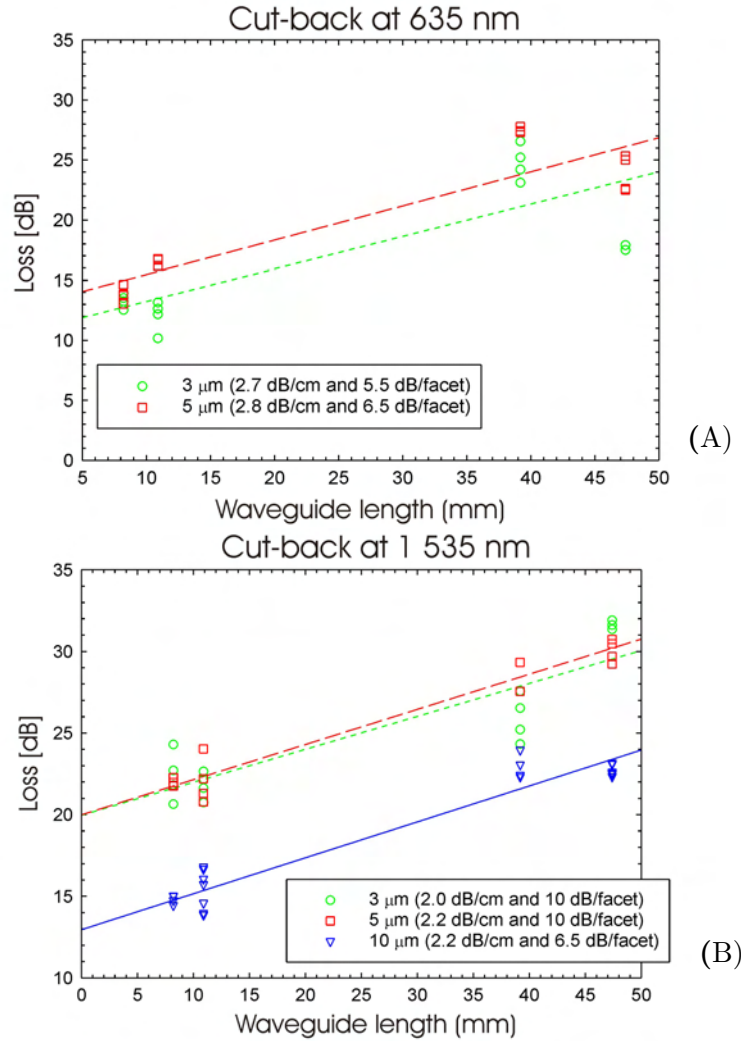 Cut-back at 635 nm
35
30
25
20
15
10
5
0
Loss [dB]
3 μm (2.7 dB/cm and 5.5 dB/facet)
5 μm (2.8 dB/cm and 6.5 dB/facet)
5 10 15 20 25 30 35 40 45 50
Waveguide length (mm)
(A)
Cut-back at 1 535 nm
35
30
25
20
15
10
Loss [dB]
3 μm (2.0 dB/cm and 10 dB/facet)
5 μm (2.2 dB/cm and 10 dB/facet)
10 μm (2.2 dB/cm and 6.5 dB/facet)
0 5 10 15 20 25 30 35 40 45 50
Waveguide length (mm)
(B)